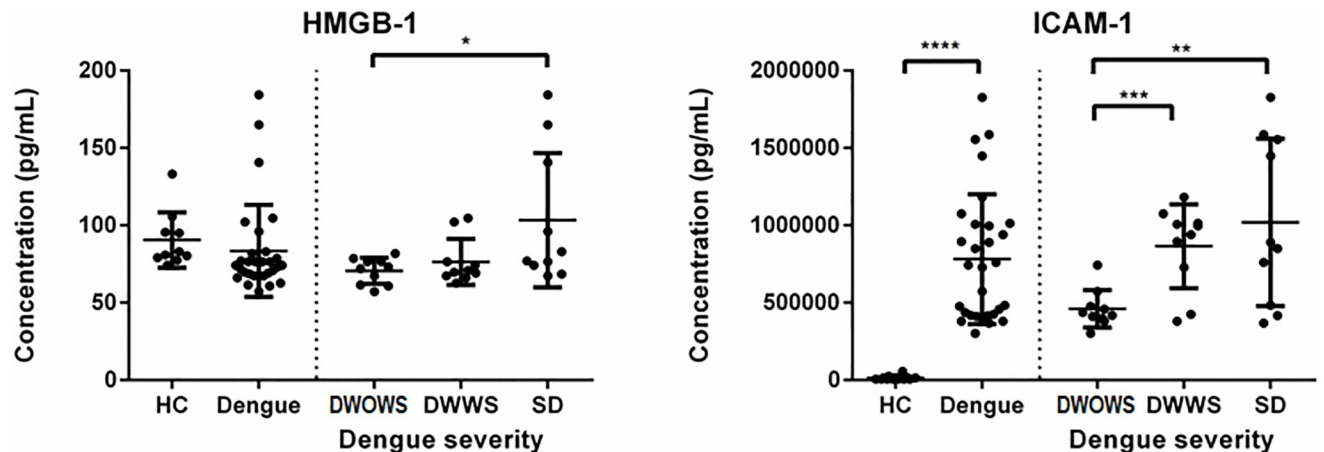 HMGB-1
*
200
150
100
50
0
Concentration (pg/mL)
HC Dengue DWOWS DWWS SD
Dengue severity
ICAM-1
****
**
***
2000000
1500000
1000000
500000
0
Concentration (pg/mL)
HC Dengue DWOWS DWWS SD
Dengue severity